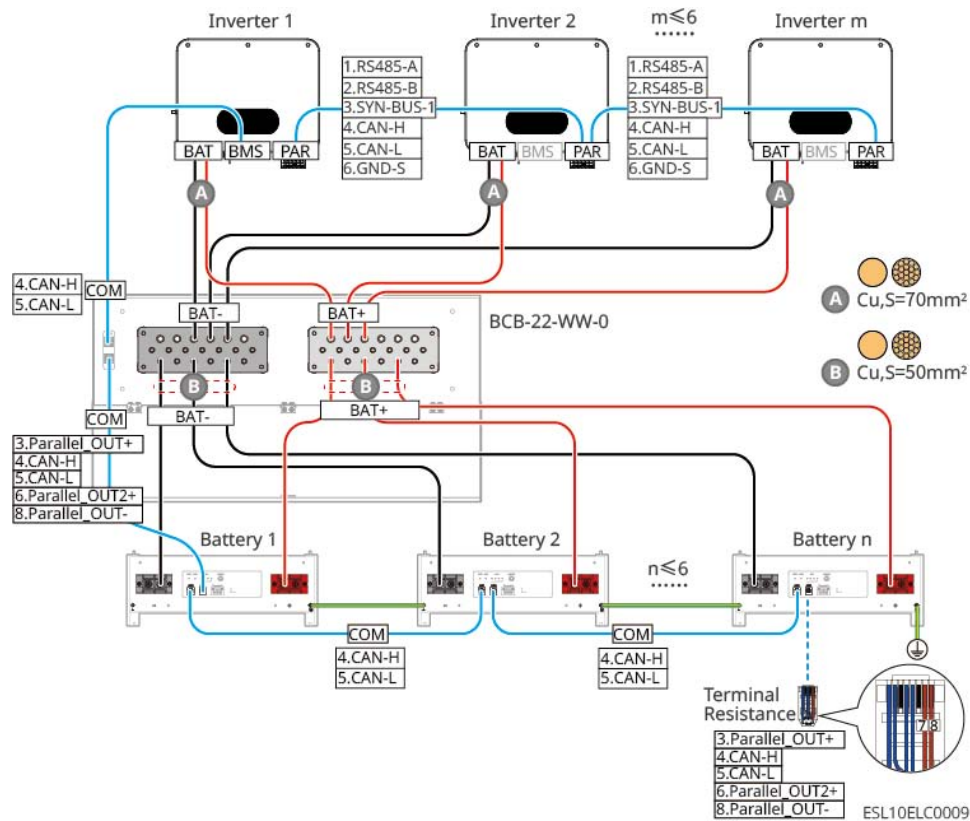 Inverter 1
Inverter 2
m≤6
......
Inverter m
1.RS485-A
2.RS485-B
3.SYN-BUS-1
4.CAN-H
5.CAN-L
6.GND-S
1.RS485-A
2.RS485-B
3.SYN-BUS-1
4.CAN-H
5.CAN-L
6.GND-S
BAT BMS PAR
BAT BMS PAR
BAT BMS PAR
A
A
A
4.CAN-H
5.CAN-L
COM
BAT-
BAT+
BCB-22-WW-0
A Cu,S=70mm²
B Cu,S=50mm²
B
B
BAT-
BAT+
COM
3.Parallel_OUT+
4.CAN-H
5.CAN-L
6.Parallel_OUT2+
8.Parallel_OUT-
Battery 1
Battery 2
n≤6
......
Battery n
COM
4.CAN-H
5.CAN-L
COM
4.CAN-H
5.CAN-L
Terminal
Resistance
7 8
3.Parallel_OUT+
4.CAN-H
5.CAN-L
6.Parallel_OUT2+
8.Parallel_OUT-
ESL10ELC0009